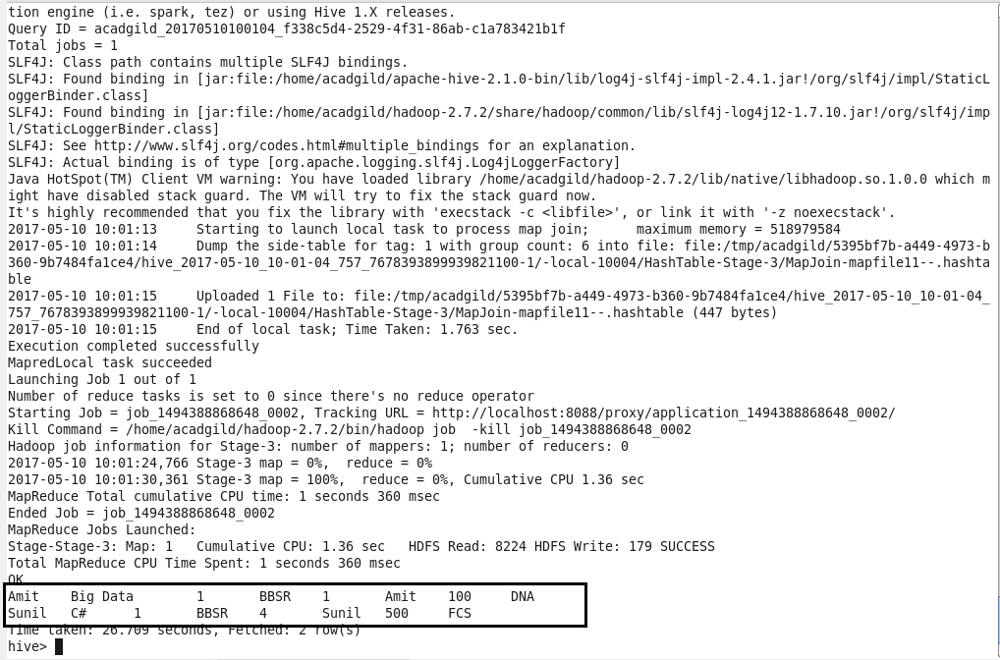 tion engine (i.e. spark, tez) or using Hive 1.X releases.
Query ID = acadgild_20170510100104_f338c5d4-2529-4f31-86ab-c1a783421b1f
Total jobs = 1
SLF4J: Class path contains multiple SLF4J bindings.
SLF4J: Found binding in [jar:file:/home/acadgild/apache-hive-2.1.0-bin/lib/log4j-slf4j-impl-2.4.1.jar!/org/slf4j/impl/StaticL
oggerBinder.class]
SLF4J: Found binding in [jar:file:/home/acadgild/hadoop-2.7.2/share/hadoop/common/lib/slf4j-log4j12-1.7.10.jar!/org/slf4j/imp
l/StaticLoggerBinder.class]
SLF4J: See http://www.slf4j.org/codes.html#multiple_bindings for an explanation.
SLF4J: Actual binding is of type [org.apache.logging.slf4j.Log4jLoggerFactory]
Java HotSpot(TM) Client VM warning: You have loaded library /home/acadgild/hadoop-2.7.2/lib/native/libhadoop.so.1.0.0 which m
ight have disabled stack guard. The VM will try to fix the stack guard now.
It's highly recommended that you fix the library with 'execstack -c <libfile>', or link it with '-z noexecstack'.
2017-05-10 10:01:13     Starting to launch local task to process map join;      maximum memory = 518979584
2017-05-10 10:01:14     Dump the side-table for tag: 1 with group count: 6 into file: file:/tmp/acadgild/5395bf7b-a449-4973-b
360-9b7484fa1ce4/hive_2017-05-10_10-01-04_757_7678393899939821100-1/-local-10004/HashTable-Stage-3/MapJoin-mapfile11--.hashta
ble
2017-05-10 10:01:15     Uploaded 1 File to: file:/tmp/acadgild/5395bf7b-a449-4973-b360-9b7484fa1ce4/hive_2017-05-10_10-01-04_
757_7678393899939821100-1/-local-10004/HashTable-Stage-3/MapJoin-mapfile11--.hashtable (447 bytes)
2017-05-10 10:01:15     End of local task; Time Taken: 1.763 sec.
Execution completed successfully
MapredLocal task succeeded
Launching Job 1 out of 1
Number of reduce tasks is set to 0 since there's no reduce operator
Starting Job = job_1494388868648_0002, Tracking URL = http://localhost:8088/proxy/application_1494388868648_0002/
Kill Command = /home/acadgild/hadoop-2.7.2/bin/hadoop job  -kill job_1494388868648_0002
Hadoop job information for Stage-3: number of mappers: 1; number of reducers: 0
2017-05-10 10:01:24,766 Stage-3 map = 0%,  reduce = 0%
2017-05-10 10:01:30,361 Stage-3 map = 100%,  reduce = 0%, Cumulative CPU 1.36 sec
MapReduce Total cumulative CPU time: 1 seconds 360 msec
Ended Job = job_1494388868648_0002
MapReduce Jobs Launched:
Stage-Stage-3: Map: 1   Cumulative CPU: 1.36 sec   HDFS Read: 8224 HDFS Write: 179 SUCCESS
Total MapReduce CPU Time Spent: 1 seconds 360 msec
OK
Amit    Big Data        1       BBSR    1       Amit    100     DNA
Sunil   C#      1       BBSR    4       Sunil   500     FCS
Time taken: 26.709 seconds, Fetched: 2 row(s)
hive>